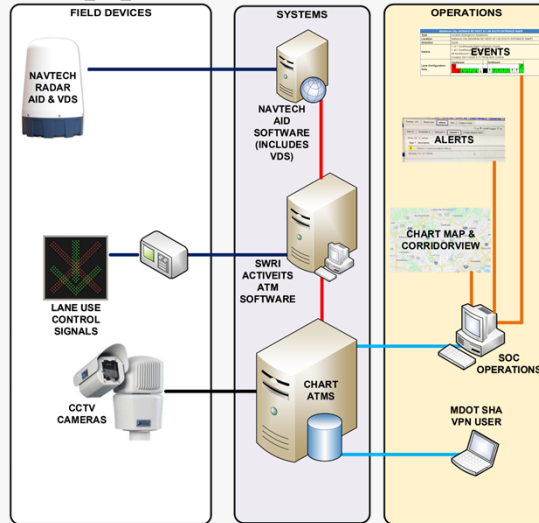 FIELD DEVICES
SYSTEMS
OPERATIONS
NAVTECH
RADAR
AID & VDS
NAVTECH
AID
SOFTWARE
(INCLUDES
VDS)
EVENTS
ALERTS
CHART MAP &
CORRIDORVIEW
LANE USE
CONTROL
SIGNALS
SWRI
ACTIVEITS
ATM
SOFTWARE
CCTV
CAMERAS
CHART
ATMS
SOC
OPERATIONS
MDOT SHA
VPN USER